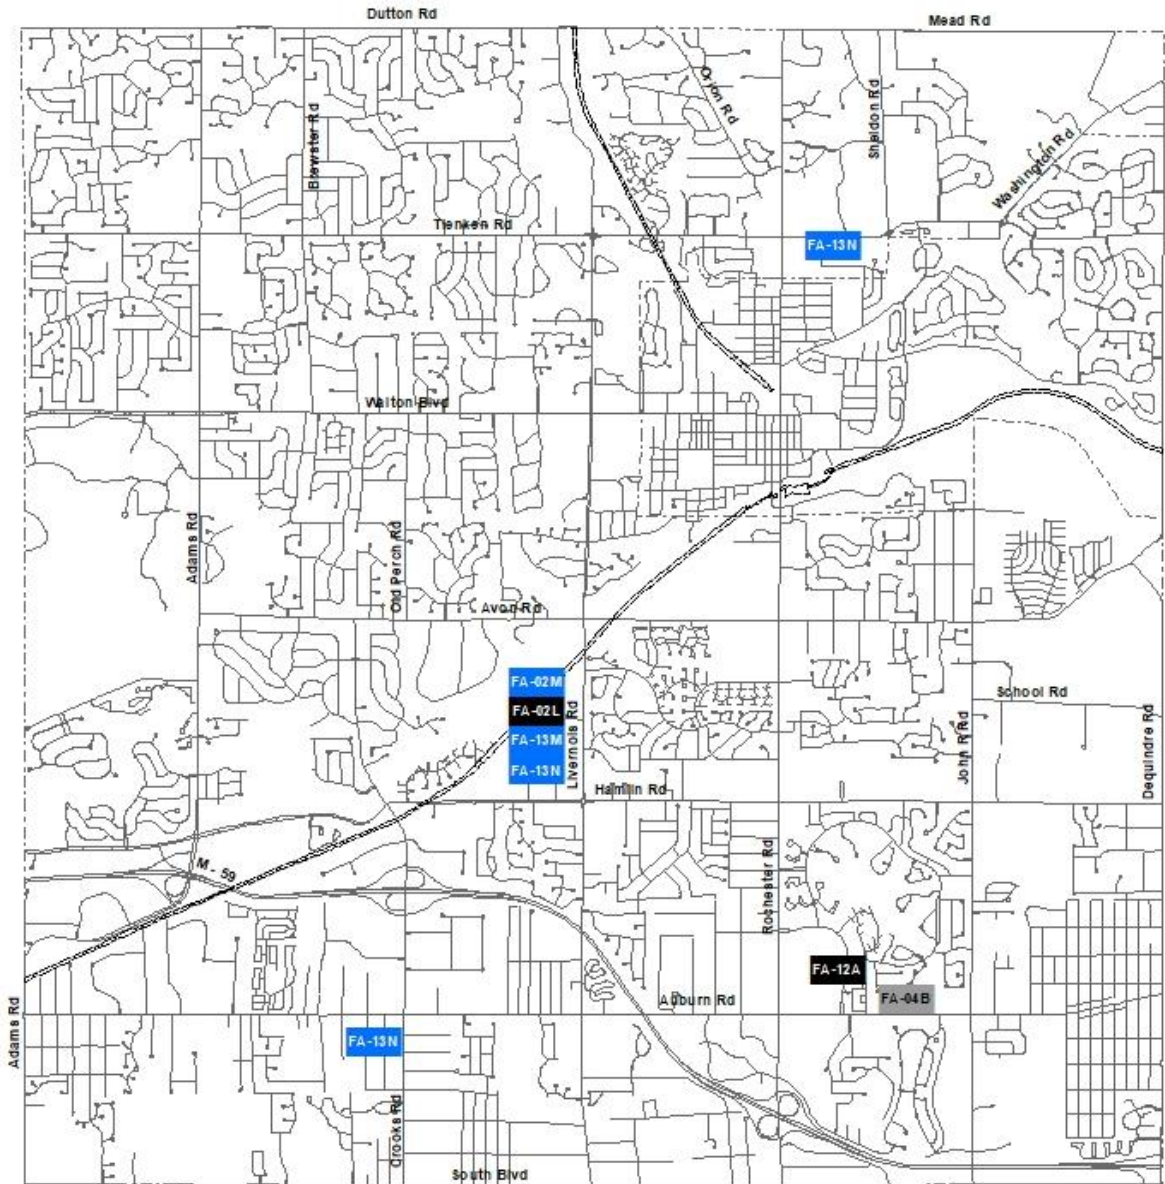 Dutton Rd
Mead Rd
Orion Rd
Brewster Rd
Sheldon Rd
Washington Rd
Tienken Rd
FA-13N
Walton Blvd
Adams Rd
Old Perch Rd
Avon Rd
FA-02M
FA-02L
FA-13M
FA-13N
Livernois Rd
School Rd
John R Rd
Dequindre Rd
Hamlin Rd
M - 59
Rochester Rd
FA-12A
FA-04B
Auburn Rd
Adams Rd
FA-13N
Crooks Rd
South Blvd